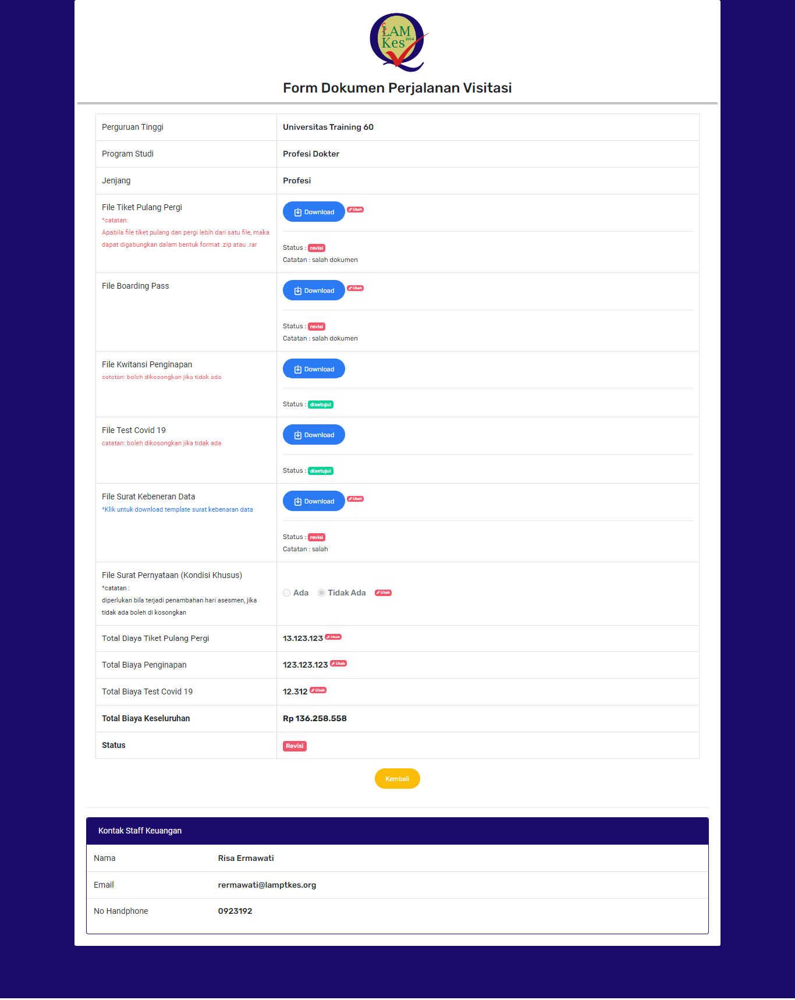 LAM
Kes 2014
Form Dokumen Perjalanan Visitasi
Perguruan Tinggi Universitas Training 60
Program Studi Profesi Dokter
Jenjang Profesi
File Tiket Pulang Pergi
*catatan:
Apabila file tiket pulang dan pergi lebih dari satu file, maka
dapat digabungkan dalam bentuk format .zip atau .rar
Download Ubah
Status : revisi
Catatan : salah dokumen
File Boarding Pass
Download Ubah
Status : revisi
Catatan : salah dokumen
File Kwitansi Penginapan
catatan: boleh dikosongkan jika tidak ada
Download
Status : disetujui
File Test Covid 19
catatan: boleh dikosongkan jika tidak ada
Download
Status : disetujui
File Surat Kebeneran Data
*Klik untuk download template surat kebenaran data
Download Ubah
Status : revisi
Catatan : salah
File Surat Pernyataan (Kondisi Khusus)
*catatan :
diperlukan bila terjadi penambahan hari asesmen, jika
tidak ada boleh di kosongkan
Ada Tidak Ada Ubah
Total Biaya Tiket Pulang Pergi 13.123.123 Ubah
Total Biaya Penginapan 123.123.123 Ubah
Total Biaya Test Covid 19 12.312 Ubah
Total Biaya Keseluruhan Rp 136.258.558
Status Revisi
Kembali
Kontak Staff Keuangan
Nama Risa Ermawati
Email rermawati@lamptkes.org
No Handphone 0923192